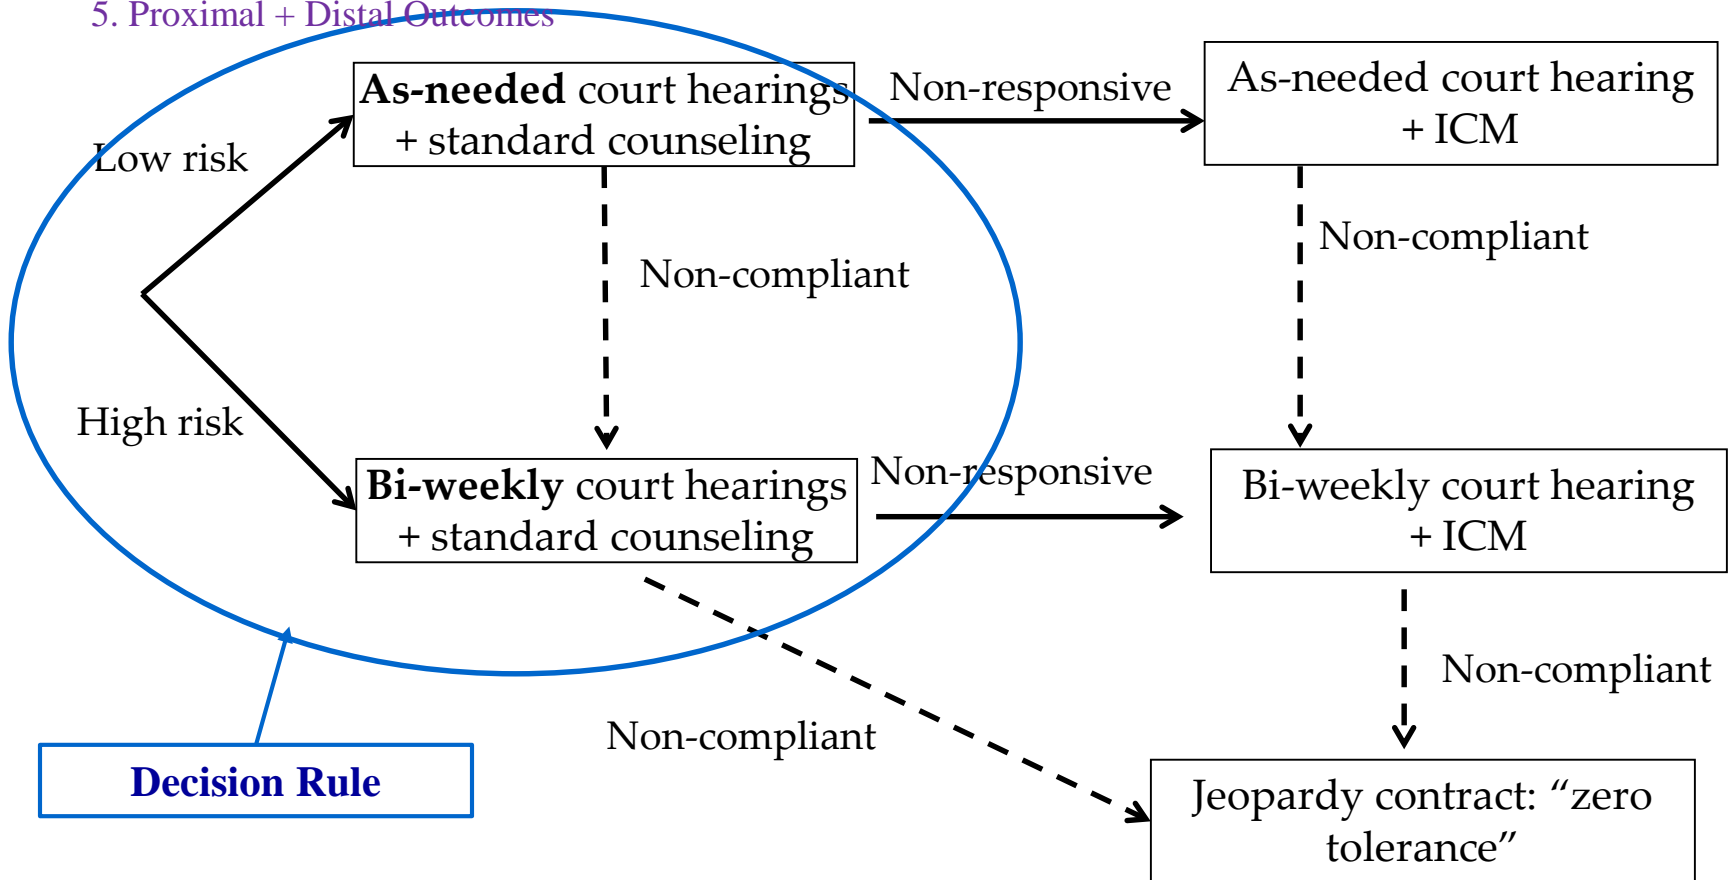 5. Proximal + Distal Outcomes
As-needed court hearings
+ standard counseling
Non-responsive
As-needed court hearing
+ ICM
Low risk
Non-compliant
Non-compliant
High risk
Bi-weekly court hearings
+ standard counseling
Non-responsive
Bi-weekly court hearing
+ ICM
Non-compliant
Non-compliant
Decision Rule
Jeopardy contract: “zero
tolerance”